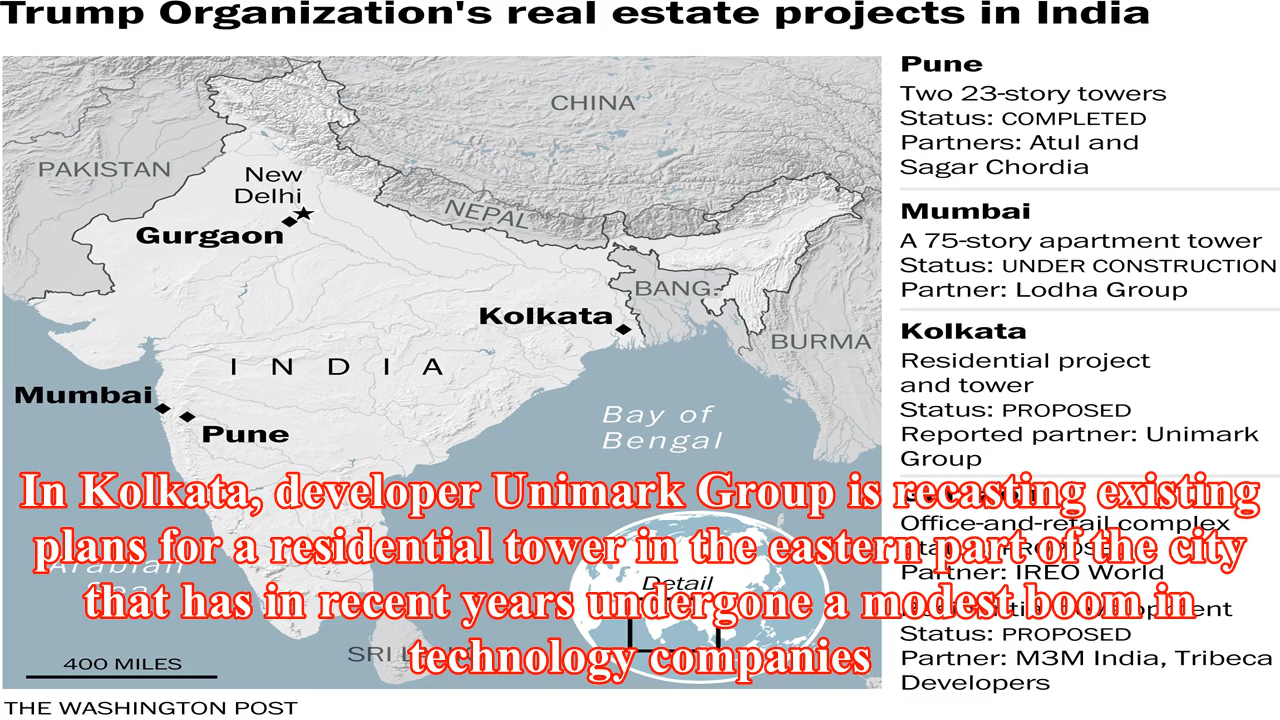 Trump Organization's real estate projects in India
CHINA
PAKISTAN
New
Delhi
NEPAL
Gurgaon
BANG.
Kolkata
BURMA
INDIA
Mumbai
Pune
Bay of
Bengal
Arabian
Sea
Detail
SRI
400 MILES
THE WASHINGTON POST
Pune
Two 23-story towers
Status: COMPLETED
Partners: Atul and
Sagar Chordia
Mumbai
A 75-story apartment tower
Status: UNDER CONSTRUCTION
Partner: Lodha Group
Kolkata
Residential project
and tower
Status: PROPOSED
Reported partner: Unimark
Group
Office-and-retail complex
Status: PROPOSED
Partner: IREO World
Status: PROPOSED
Partner: M3M India, Tribeca
Developers
In Kolkata, developer Unimark Group is recasting existing
plans for a residential tower in the eastern part of the city
that has in recent years undergone a modest boom in
technology companies